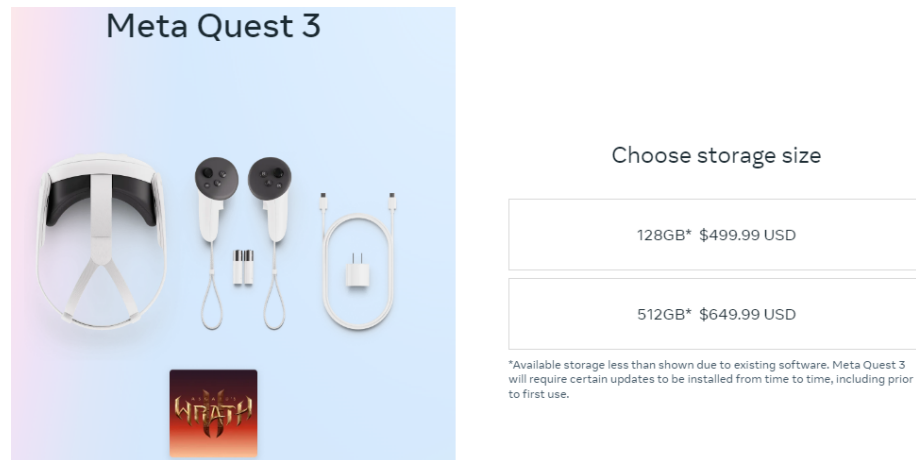 Meta Quest 3
Choose storage size
128GB* $499.99 USD
512GB* $649.99 USD
*Available storage less than shown due to existing software. Meta Quest 3
will require certain updates to be installed from time to time, including prior
to first use.
ASGARD'S
WRATH